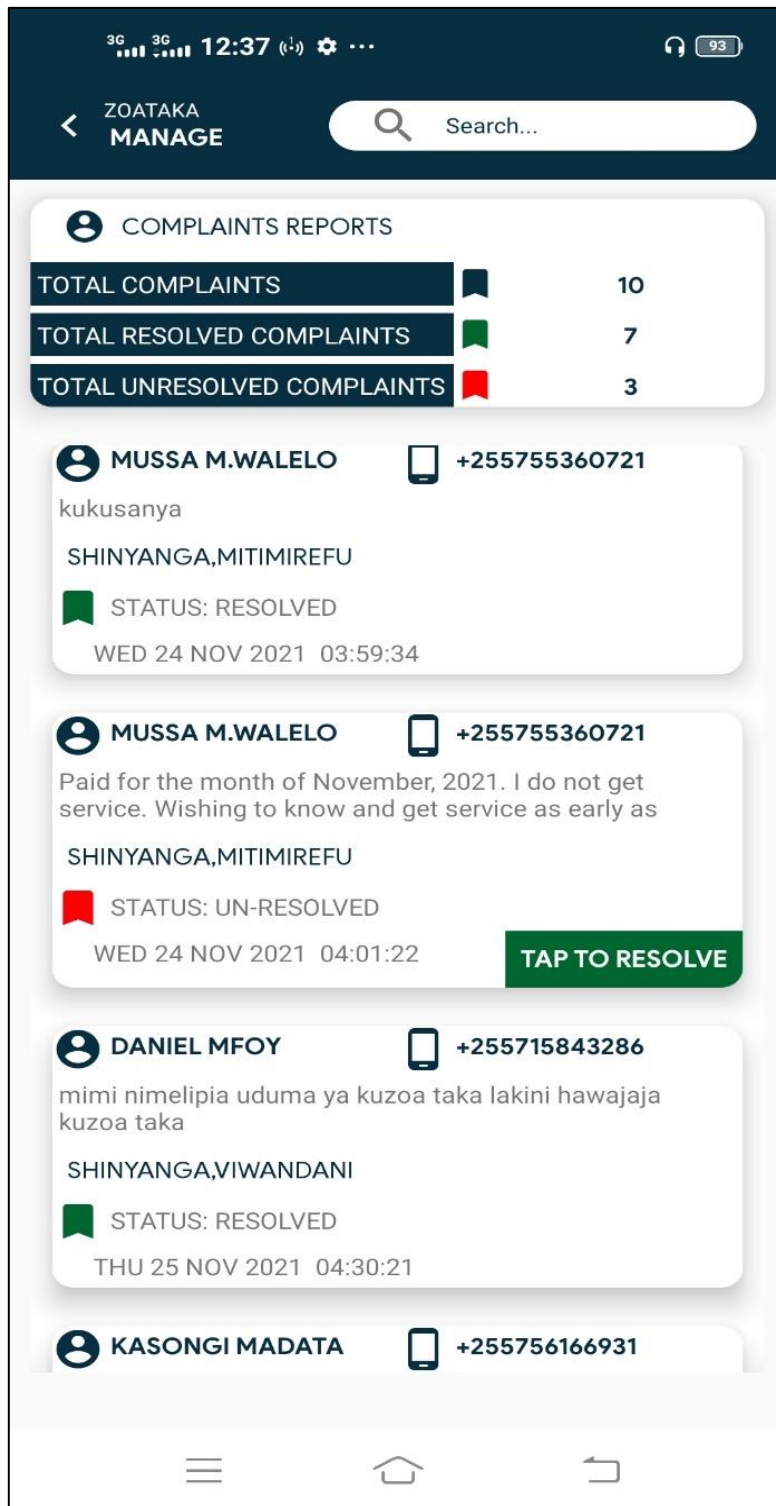 3G 3G 12:37 ... 93
ZOATAKA
MANAGE
Search...
COMPLAINTS REPORTS
TOTAL COMPLAINTS 10
TOTAL RESOLVED COMPLAINTS 7
TOTAL UNRESOLVED COMPLAINTS 3
MUSSA M.WALELO +255755360721
kukusanya
SHINYANGA,MITIMIREFU
STATUS: RESOLVED
WED 24 NOV 2021 03:59:34
MUSSA M.WALELO +255755360721
Paid for the month of November, 2021. I do not get
service. Wishing to know and get service as early as
SHINYANGA,MITIMIREFU
STATUS: UN-RESOLVED
WED 24 NOV 2021 04:01:22
TAP TO RESOLVE
DANIEL MFOY +255715843286
mimi nimelipia uduma ya kuzoa taka lakini hawajaja
kuzoa taka
SHINYANGA,VIWANDANI
STATUS: RESOLVED
THU 25 NOV 2021 04:30:21
KASONGI MADATA +255756166931